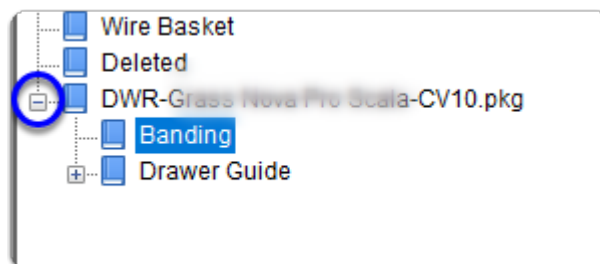 Wire Basket
Deleted
DWR-Grass Nova Pro Scala-CV10.pkg
Banding
Drawer Guide